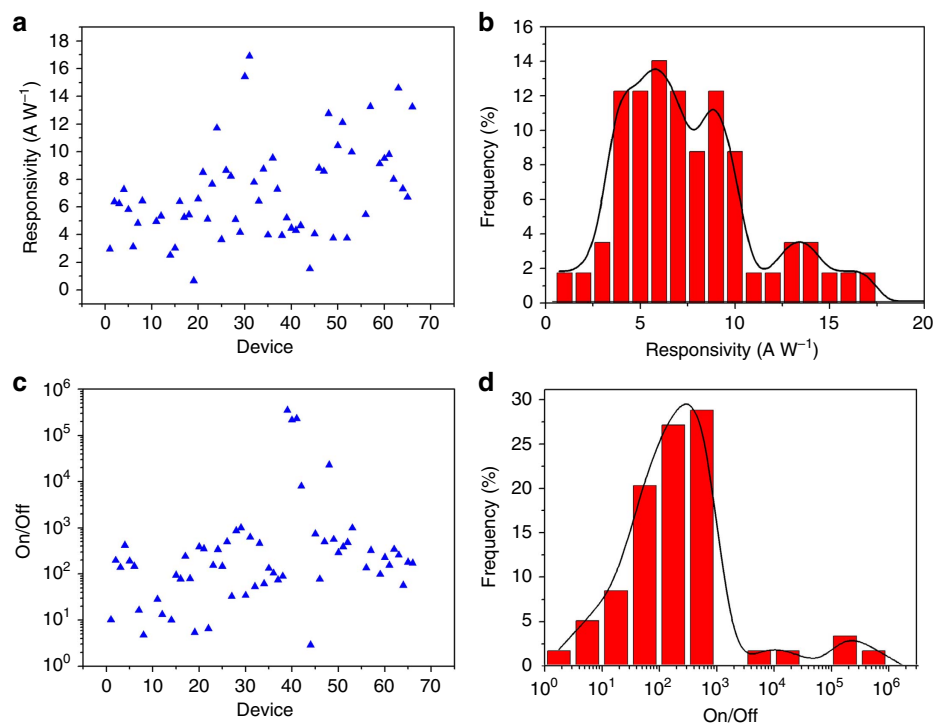 a
18
16
14
12
10
8
6
4
2
0
Responsivity (A W⁻¹)
0 10 20 30 40 50 60 70
Device
b
16
14
12
10
8
6
4
2
0
Frequency (%)
0 5 10 15 20
Responsivity (A W⁻¹)
c
10⁶
10⁵
10⁴
10³
10²
10¹
10⁰
On/Off
0 10 20 30 40 50 60 70
Device
d
30
25
20
15
10
5
0
Frequency (%)
10⁰ 10¹ 10² 10³ 10⁴ 10⁵ 10⁶
On/Off